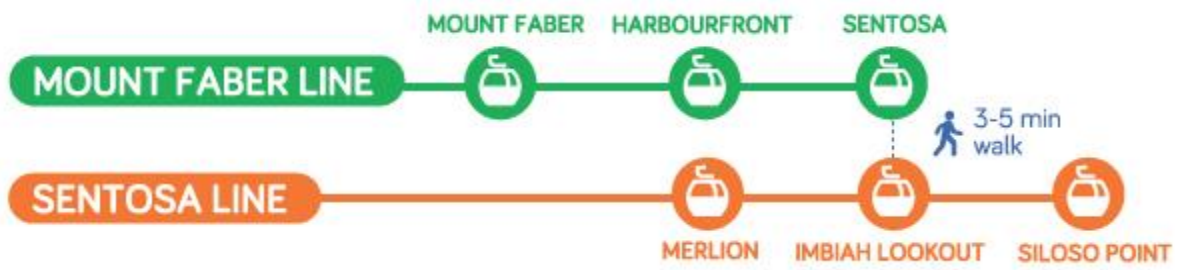 MOUNT FABER HARBOURFRONT SENTOSA
MOUNT FABER LINE
3-5 min
walk
SENTOSA LINE
MERLION IMBIAH LOOKOUT SILOSO POINT